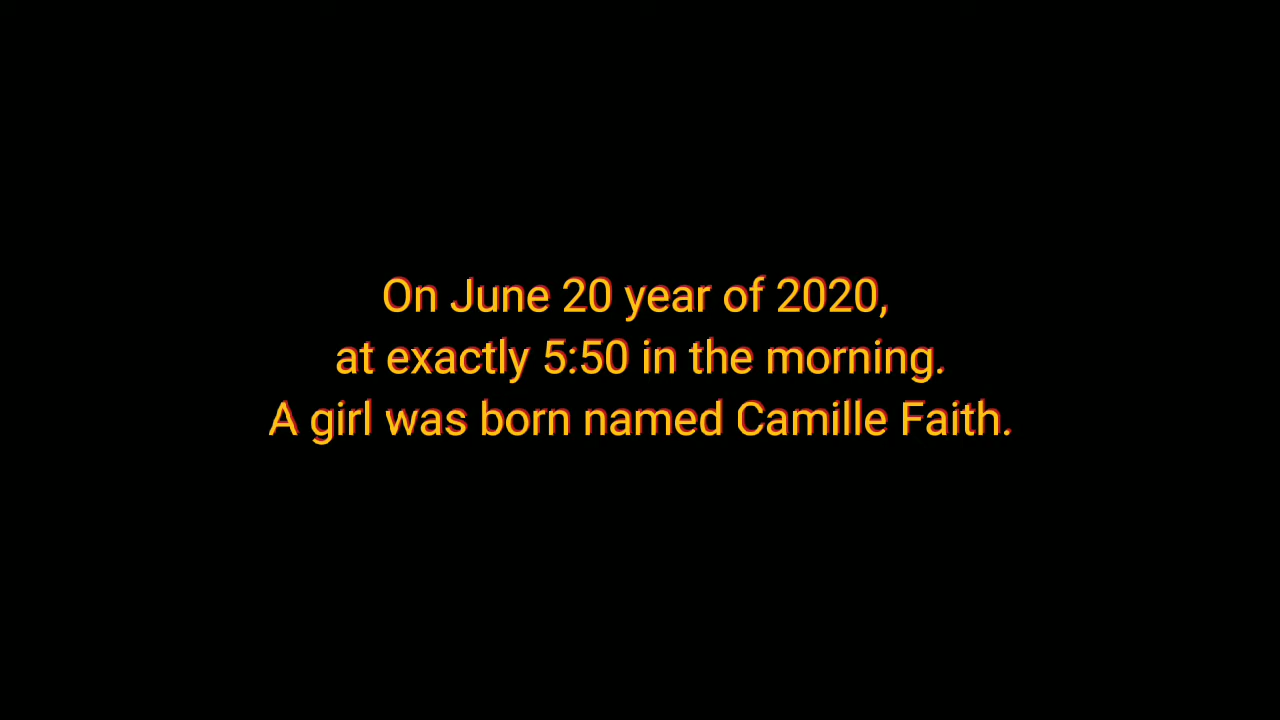 On June 20 year of 2020,
at exactly 5:50 in the morning.
A girl was born named Camille Faith.